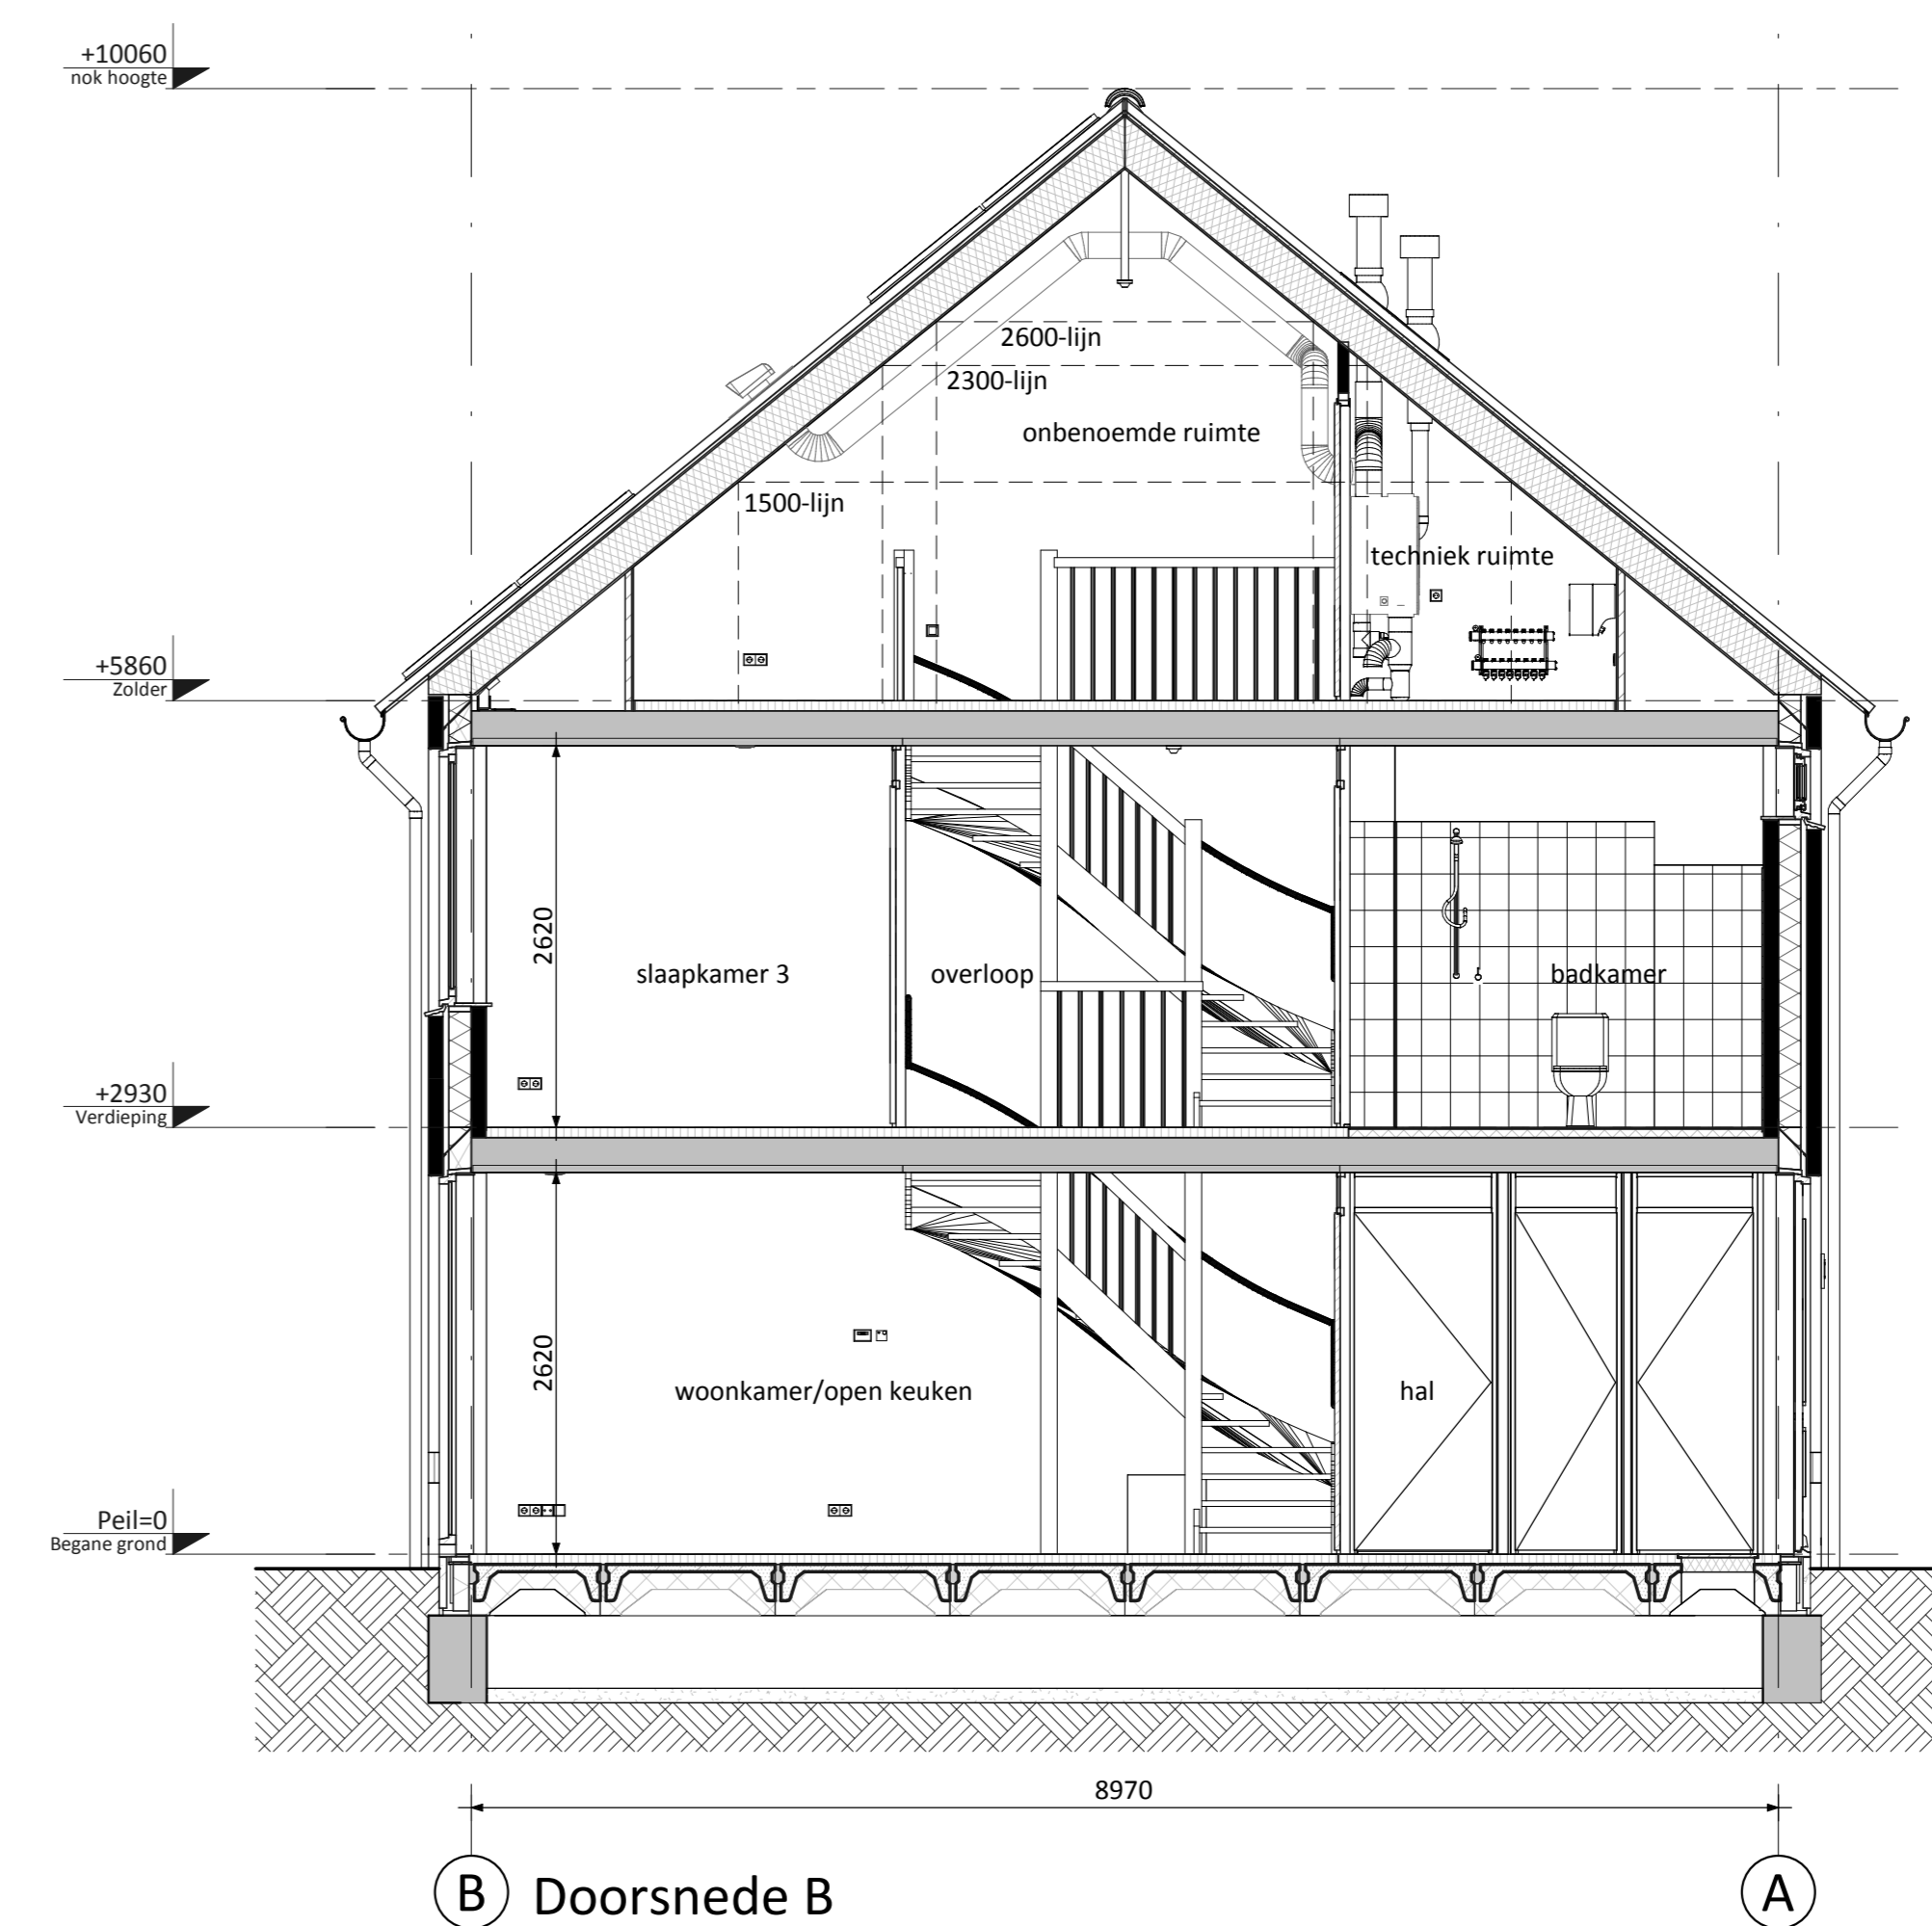 +10060
nok hoogte
2600-lijn
2300-lijn
onbenoemde ruimte
1500-lijn
techniek ruimte
+5860
Zolder
2620
slaapkamer 3
overloop
badkamer
+2930
Verdieping
2620
woonkamer/open keuken
hal
Peil=0
Begane grond
8970
B
Doorsnede B
A